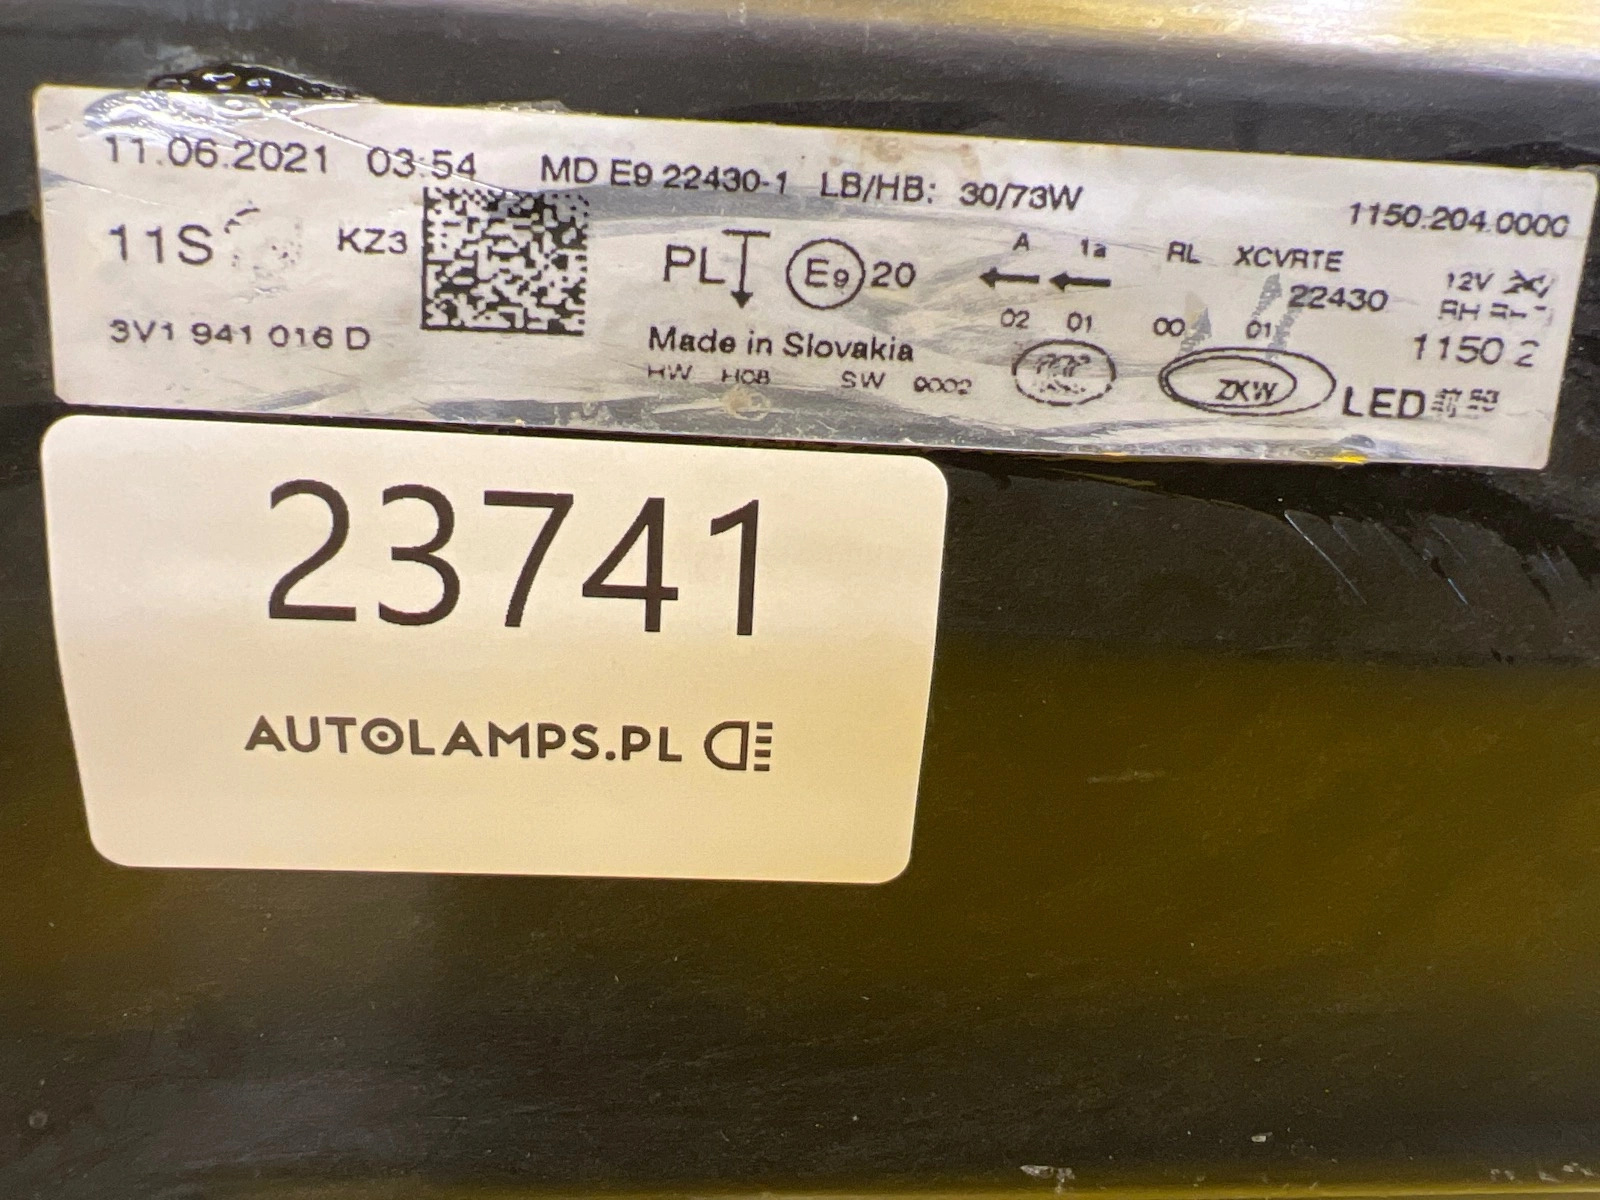 11.06.2021 03:54 MD E9 22430-1 LB/HB: 30/73W
1150.204.0000
11S KZ3 PL E9 20 A 1a RL XCVRTE
12V
22430
02 01 00 01
3V1 941 016 D
Made in Slovakia
1150 2
HW H08 SW 9002
ZKW LED
23741
AUTOLAMPS.PL